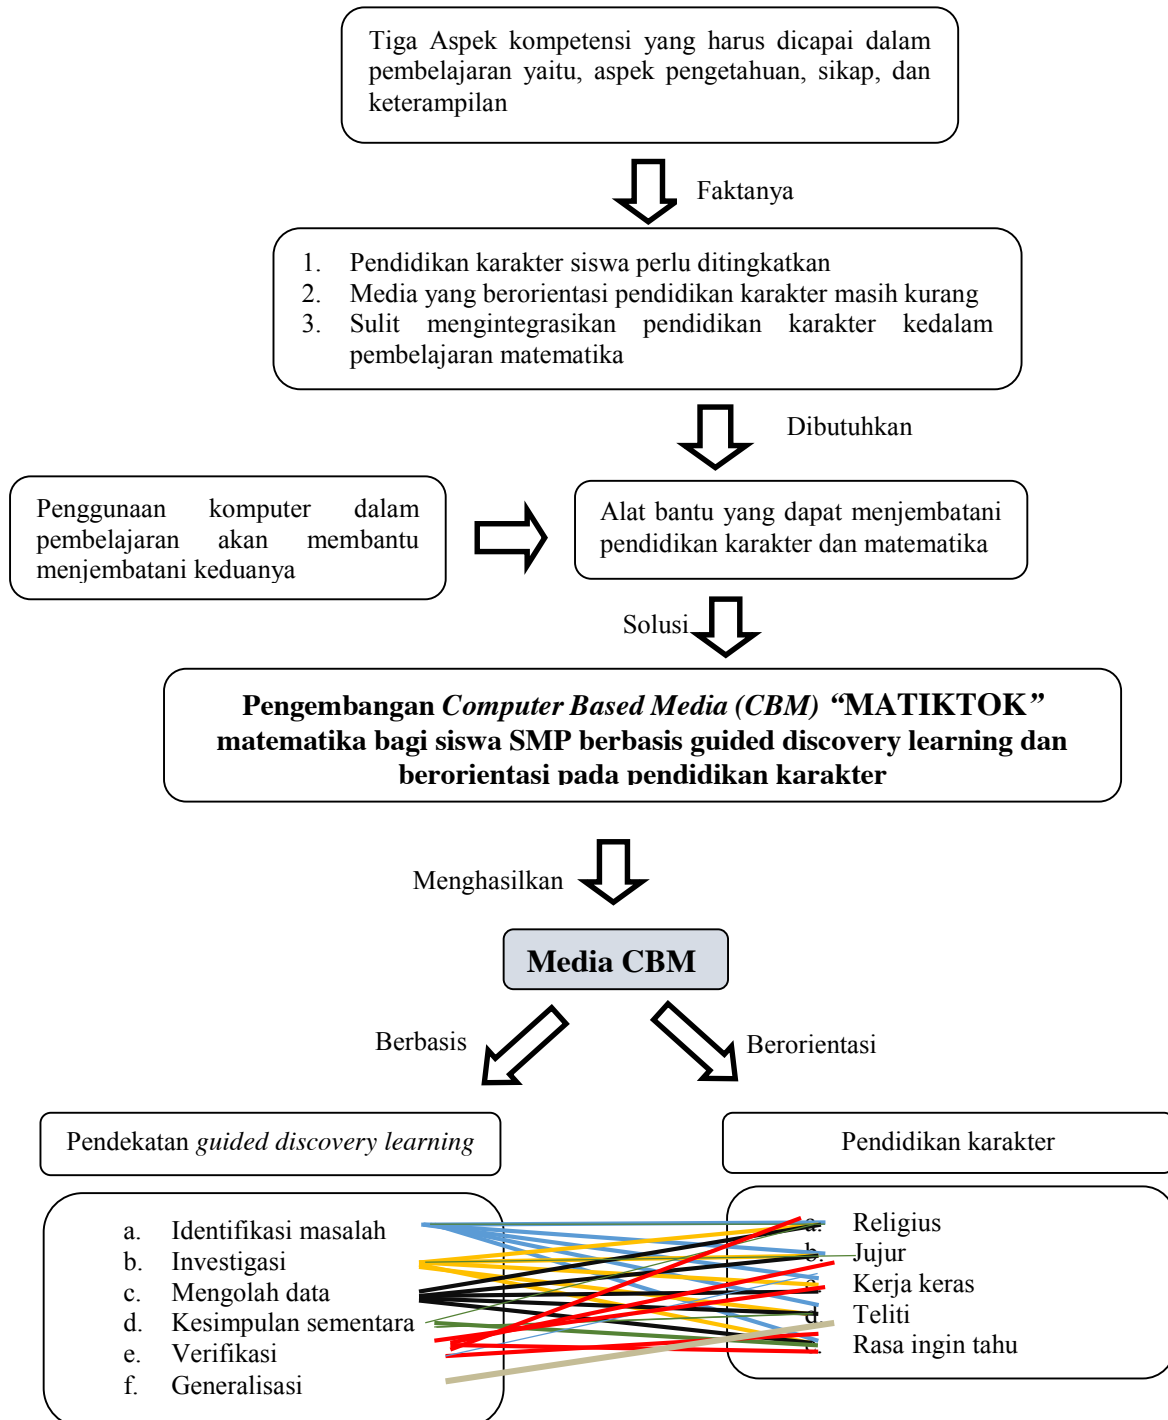 Tiga Aspek kompetensi yang harus dicapai dalam
pembelajaran yaitu, aspek pengetahuan, sikap, dan
keterampilan
Faktanya
1. Pendidikan karakter siswa perlu ditingkatkan
2. Media yang berorientasi pendidikan karakter masih kurang
3. Sulit mengintegrasikan pendidikan karakter kedalam
pembelajaran matematika
Dibutuhkan
Penggunaan komputer dalam
pembelajaran akan membantu
menjembatani keduanya
Alat bantu yang dapat menjembatani
pendidikan karakter dan matematika
Solusi
Pengembangan Computer Based Media (CBM) “MATIKTOK”
matematika bagi siswa SMP berbasis guided discovery learning dan
berorientasi pada pendidikan karakter
Menghasilkan
Media CBM
Berbasis
Berorientasi
Pendekatan guided discovery learning
a. Identifikasi masalah
b. Investigasi
c. Mengolah data
d. Kesimpulan sementara
e. Verifikasi
f. Generalisasi
Pendidikan karakter
a. Religius
b. Jujur
c. Kerja keras
d. Teliti
e. Rasa ingin tahu